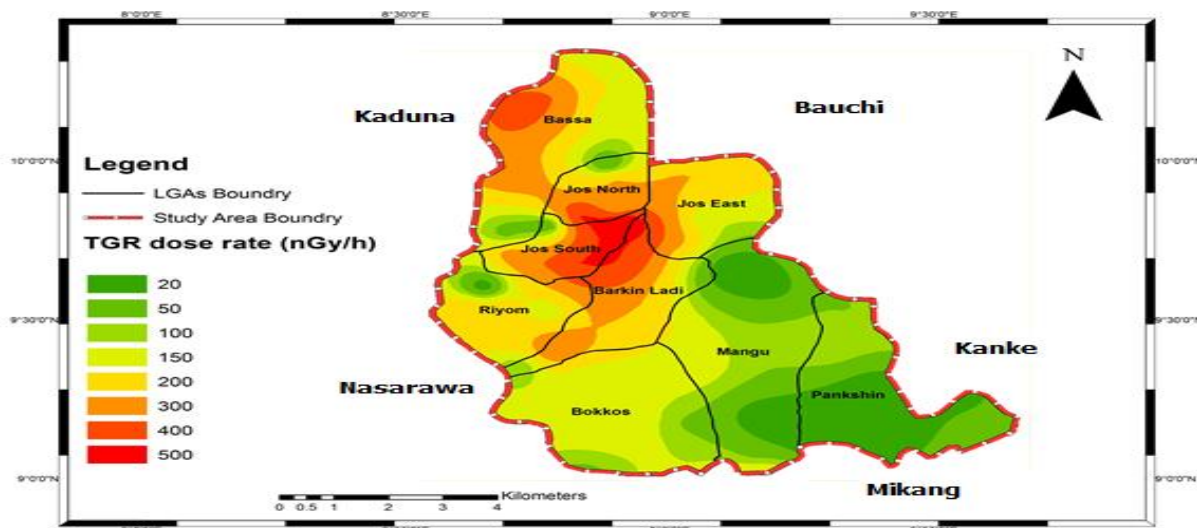 8°0'0"E 8°30'0"E 9°0'0"E 9°30'0"E
N
Kaduna
Bauchi
Bassa
10°0'0"N 10°0'0"N
Legend
LGAs Boundry
Study Area Boundry
TGR dose rate (nGy/h)
20
50
100
150
200
300
400
500
Jos North
Jos East
Jos South
Barkin Ladi
Riyom
9°30'0"N 9°30'0"N
Mangu
Kanke
Nasarawa
Bokkos
Pankshin
9°0'0"N 9°0'0"N
Mikang
Kilometers
0 0.5 1 2 3 4